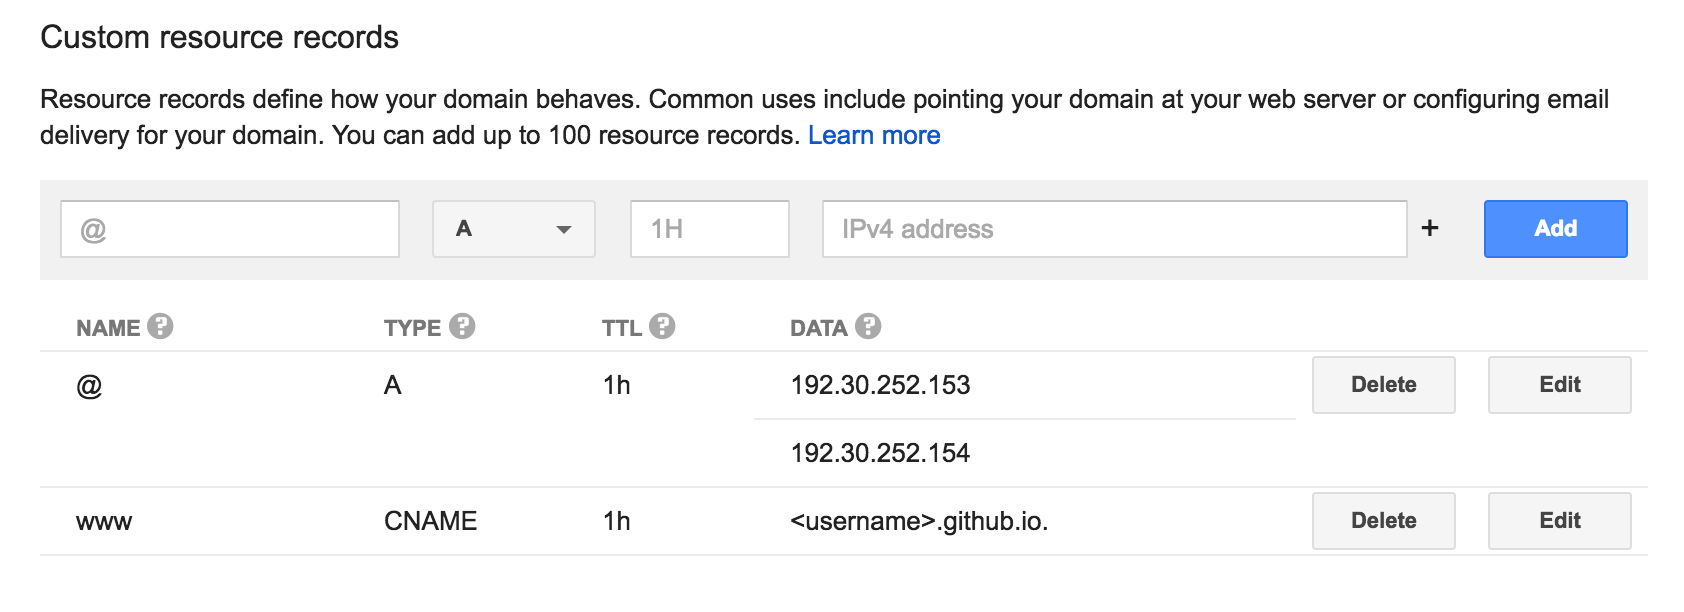 Custom resource records
Resource records define how your domain behaves. Common uses include pointing your domain at your web server or configuring email
delivery for your domain. You can add up to 100 resource records. Learn more
@ A 1H IPv4 address + Add
NAME ? TYPE ? TTL ? DATA ?
@ A 1h 192.30.252.153 Delete Edit
192.30.252.154
www CNAME 1h <username>.github.io. Delete Edit